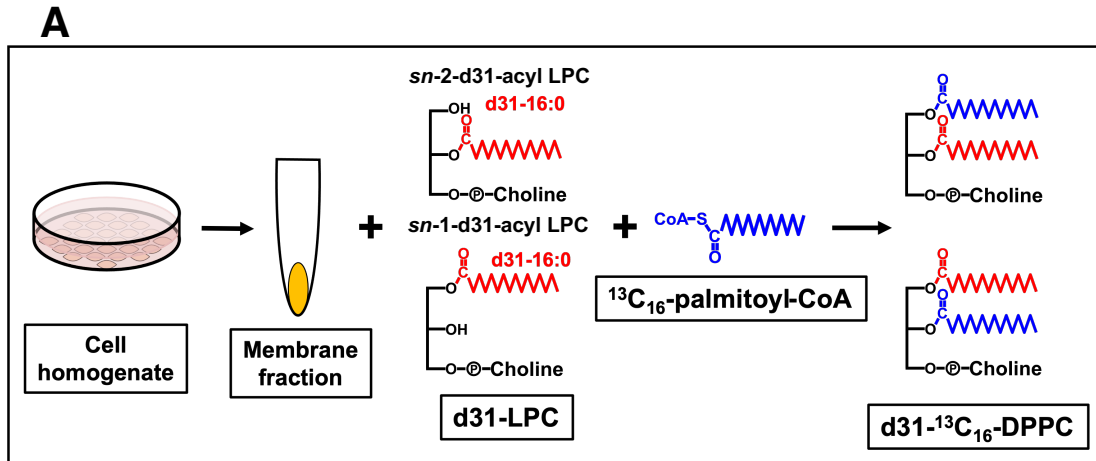 A
sn-2-d31-acyl LPC
OH
d31-16:0
O
C
O
O-P-Choline
sn-1-d31-acyl LPC
O
C
d31-16:0
O
OH
O-P-Choline
d31-LPC
CoA-S
C
O
¹³C₁₆-palmitoyl-CoA
Cell
homogenate
Membrane
fraction
+
+
O
C
O
O
C
O
O-P-Choline
O
C
O
O
C
O
O-P-Choline
d31-¹³C₁₆-DPPC